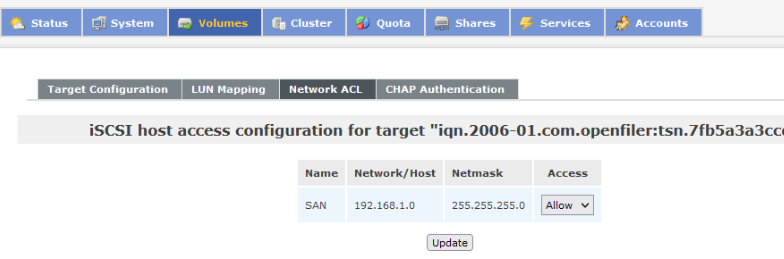 Status System Volumes Cluster Quota Shares Services Accounts
Target Configuration LUN Mapping Network ACL CHAP Authentication
iSCSI host access configuration for target "iqn.2006-01.com.openfiler:tsn.7fb5a3a3cc
Name Network/Host Netmask Access
SAN 192.168.1.0 255.255.255.0 Allow
Update